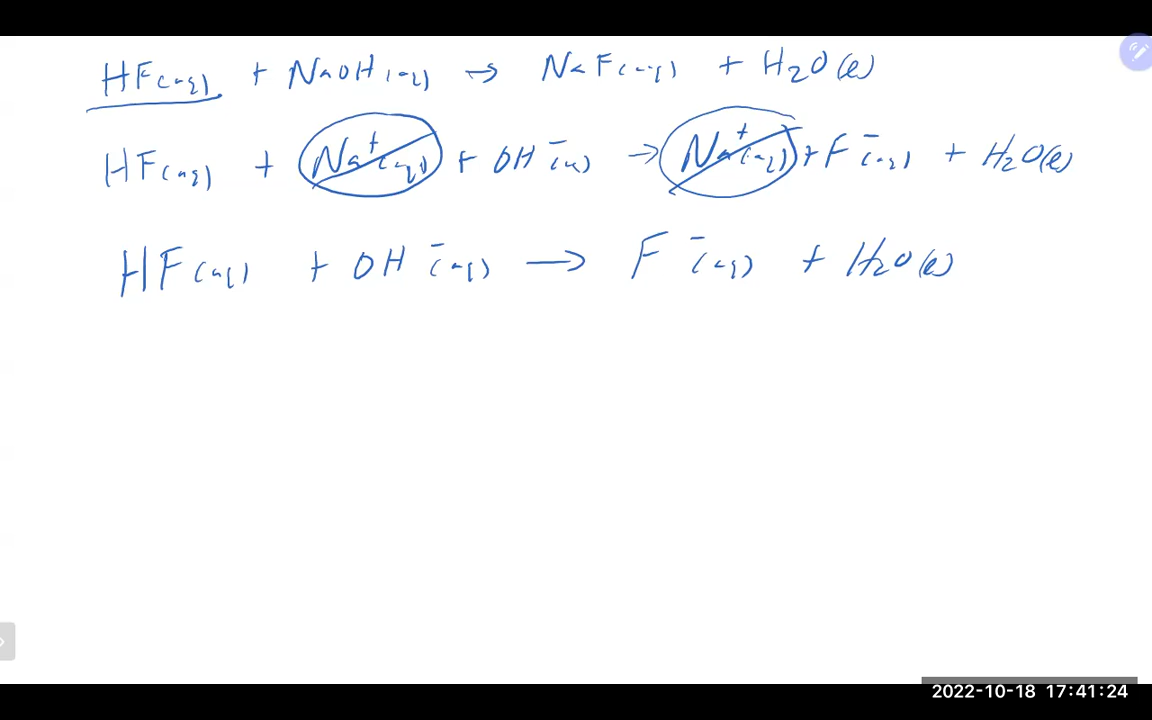 HF(aq) + NaOH(aq) → NaF(aq) + H₂O(l)
HF(aq) + Na⁺(aq) + OH⁻(aq) → Na⁺(aq) + F⁻(aq) + H₂O(l)
HF(aq) + OH⁻(aq) → F⁻(aq) + H₂O(l)
2022-10-18 17:41:24